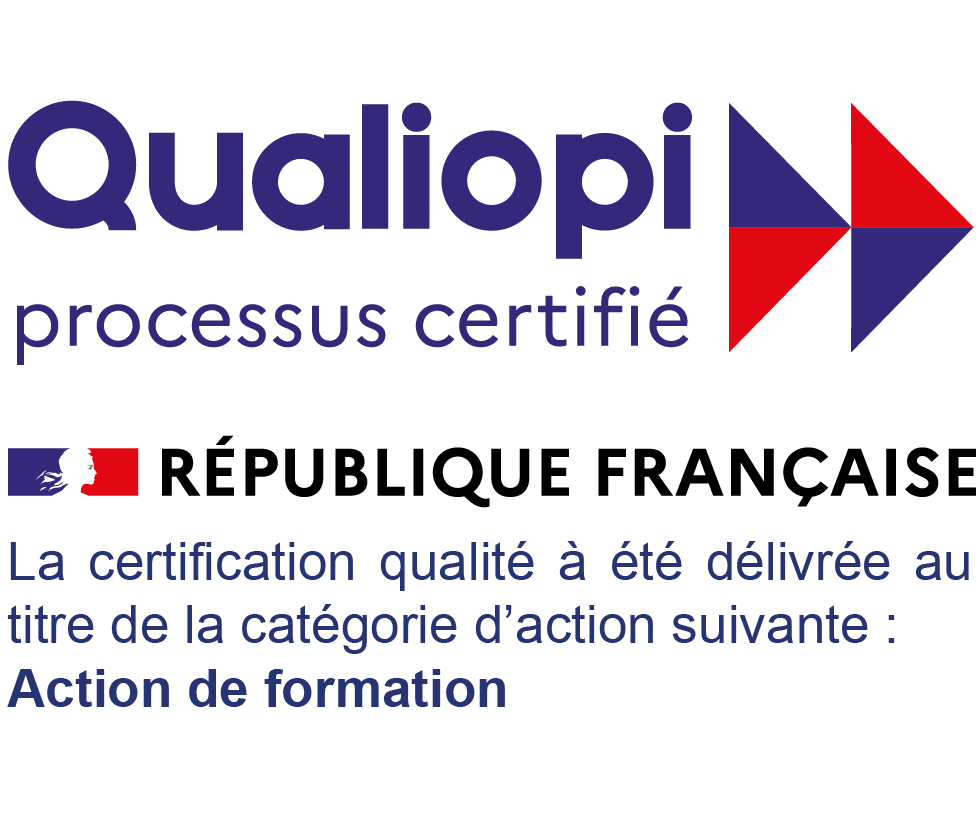 Qualiopi
processus certifié
RÉPUBLIQUE FRANÇAISE
La certification qualité à été délivrée au
titre de la catégorie d’action suivante :
Action de formation